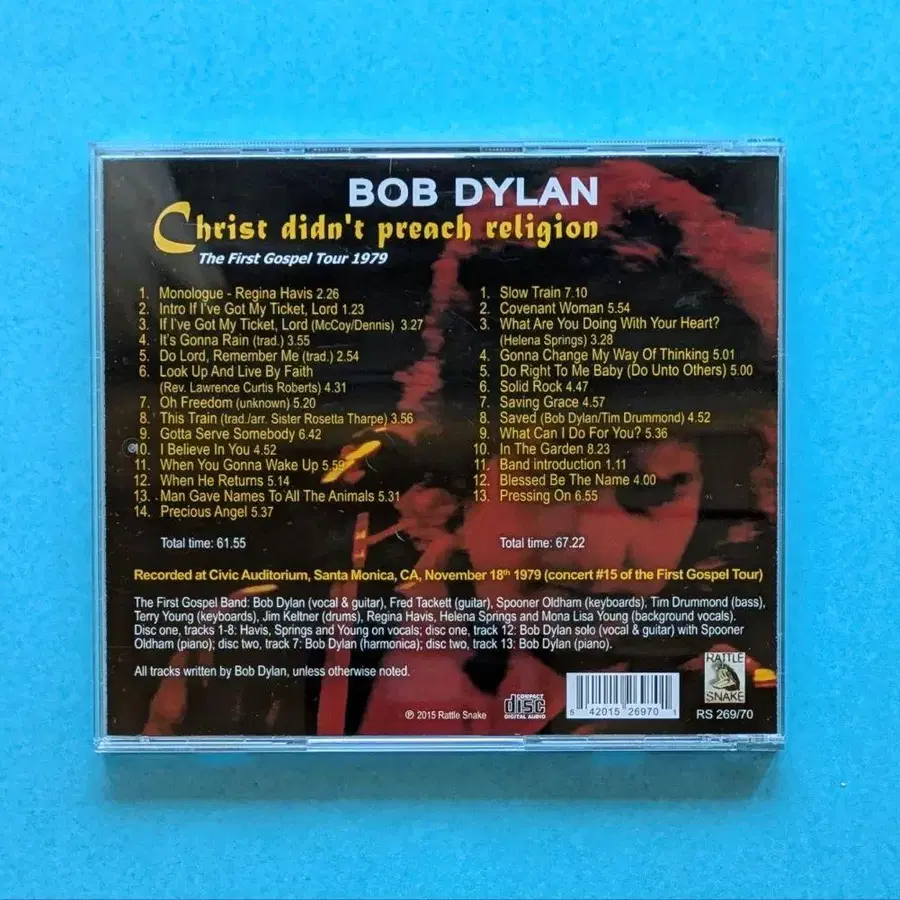 BOB DYLAN
Christ didn't preach religion
The First Gospel Tour 1979
1. Monologue - Regina Havis 2.26
2. Intro If I've Got My Ticket, Lord 1.23
3. If I've Got My Ticket, Lord (McCoy/Dennis) 3.27
4. It's Gonna Rain (trad.) 3.55
5. Do Lord, Remember Me (trad.) 2.54
6. Look Up And Live By Faith
(Rev. Lawrence Curtis Roberts) 4.31
7. Oh Freedom (unknown) 5.20
8. This Train (trad./arr. Sister Rosetta Tharpe) 3.56
9. Gotta Serve Somebody 6.42
10. I Believe In You 4.52
11. When You Gonna Wake Up 5.59
12. When He Returns 5.14
13. Man Gave Names To All The Animals 5.31
14. Precious Angel 5.37
Total time: 61.55
1. Slow Train 7.10
2. Covenant Woman 5.54
3. What Are You Doing With Your Heart?
(Helena Springs) 3.28
4. Gonna Change My Way Of Thinking 5.01
5. Do Right To Me Baby (Do Unto Others) 5.00
6. Solid Rock 4.47
7. Saving Grace 4.57
8. Saved (Bob Dylan/Tim Drummond) 4.52
9. What Can I Do For You? 5.36
10. In The Garden 8.23
11. Band introduction 1.11
12. Blessed Be The Name 4.00
13. Pressing On 6.55
Total time: 67.22
Recorded at Civic Auditorium, Santa Monica, CA, November 18th 1979 (concert #15 of the First Gospel Tour)
The First Gospel Band: Bob Dylan (vocal & guitar), Fred Tackett (guitar), Spooner Oldham (keyboards), Tim Drummond (bass),
Terry Young (keyboards), Jim Keltner (drums), Regina Havis, Helena Springs and Mona Lisa Young (background vocals).
Disc one, tracks 1-8: Havis, Springs and Young on vocals; disc one, track 12: Bob Dylan solo (vocal & guitar) with Spooner
Oldham (piano); disc two, track 7: Bob Dylan (harmonica); disc two, track 13: Bob Dylan (piano).
All tracks written by Bob Dylan, unless otherwise noted.
℗ 2015 Rattle Snake
COMPACT
disc
DIGITAL AUDIO
5 42015 26970 1
RATTLE
SNAKE
RS 269/70